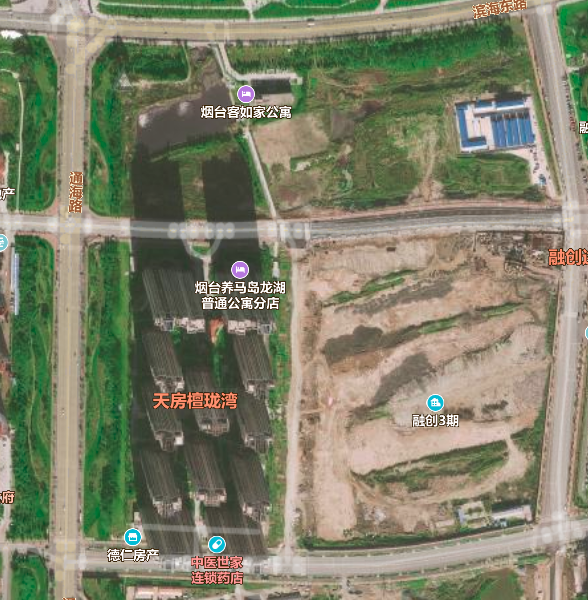 滨海东路
烟台客如家公寓
通海路
融创
烟台养马岛龙湖
普通公寓分店
天房檀珑湾
融创3期
府
德仁房产
中医世家
连锁药店